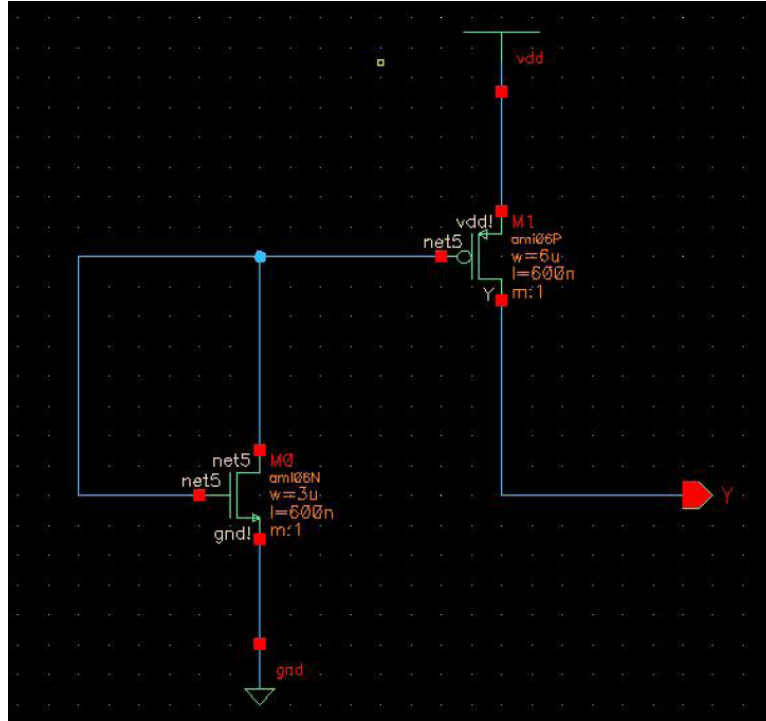 vdd
vdd!
M1
net5
ami06P
w=6u
l=600n
Y
m:1
net5
M0
ami06N
net5
w=3u
l=600n
gnd!
m:1
Y
gnd